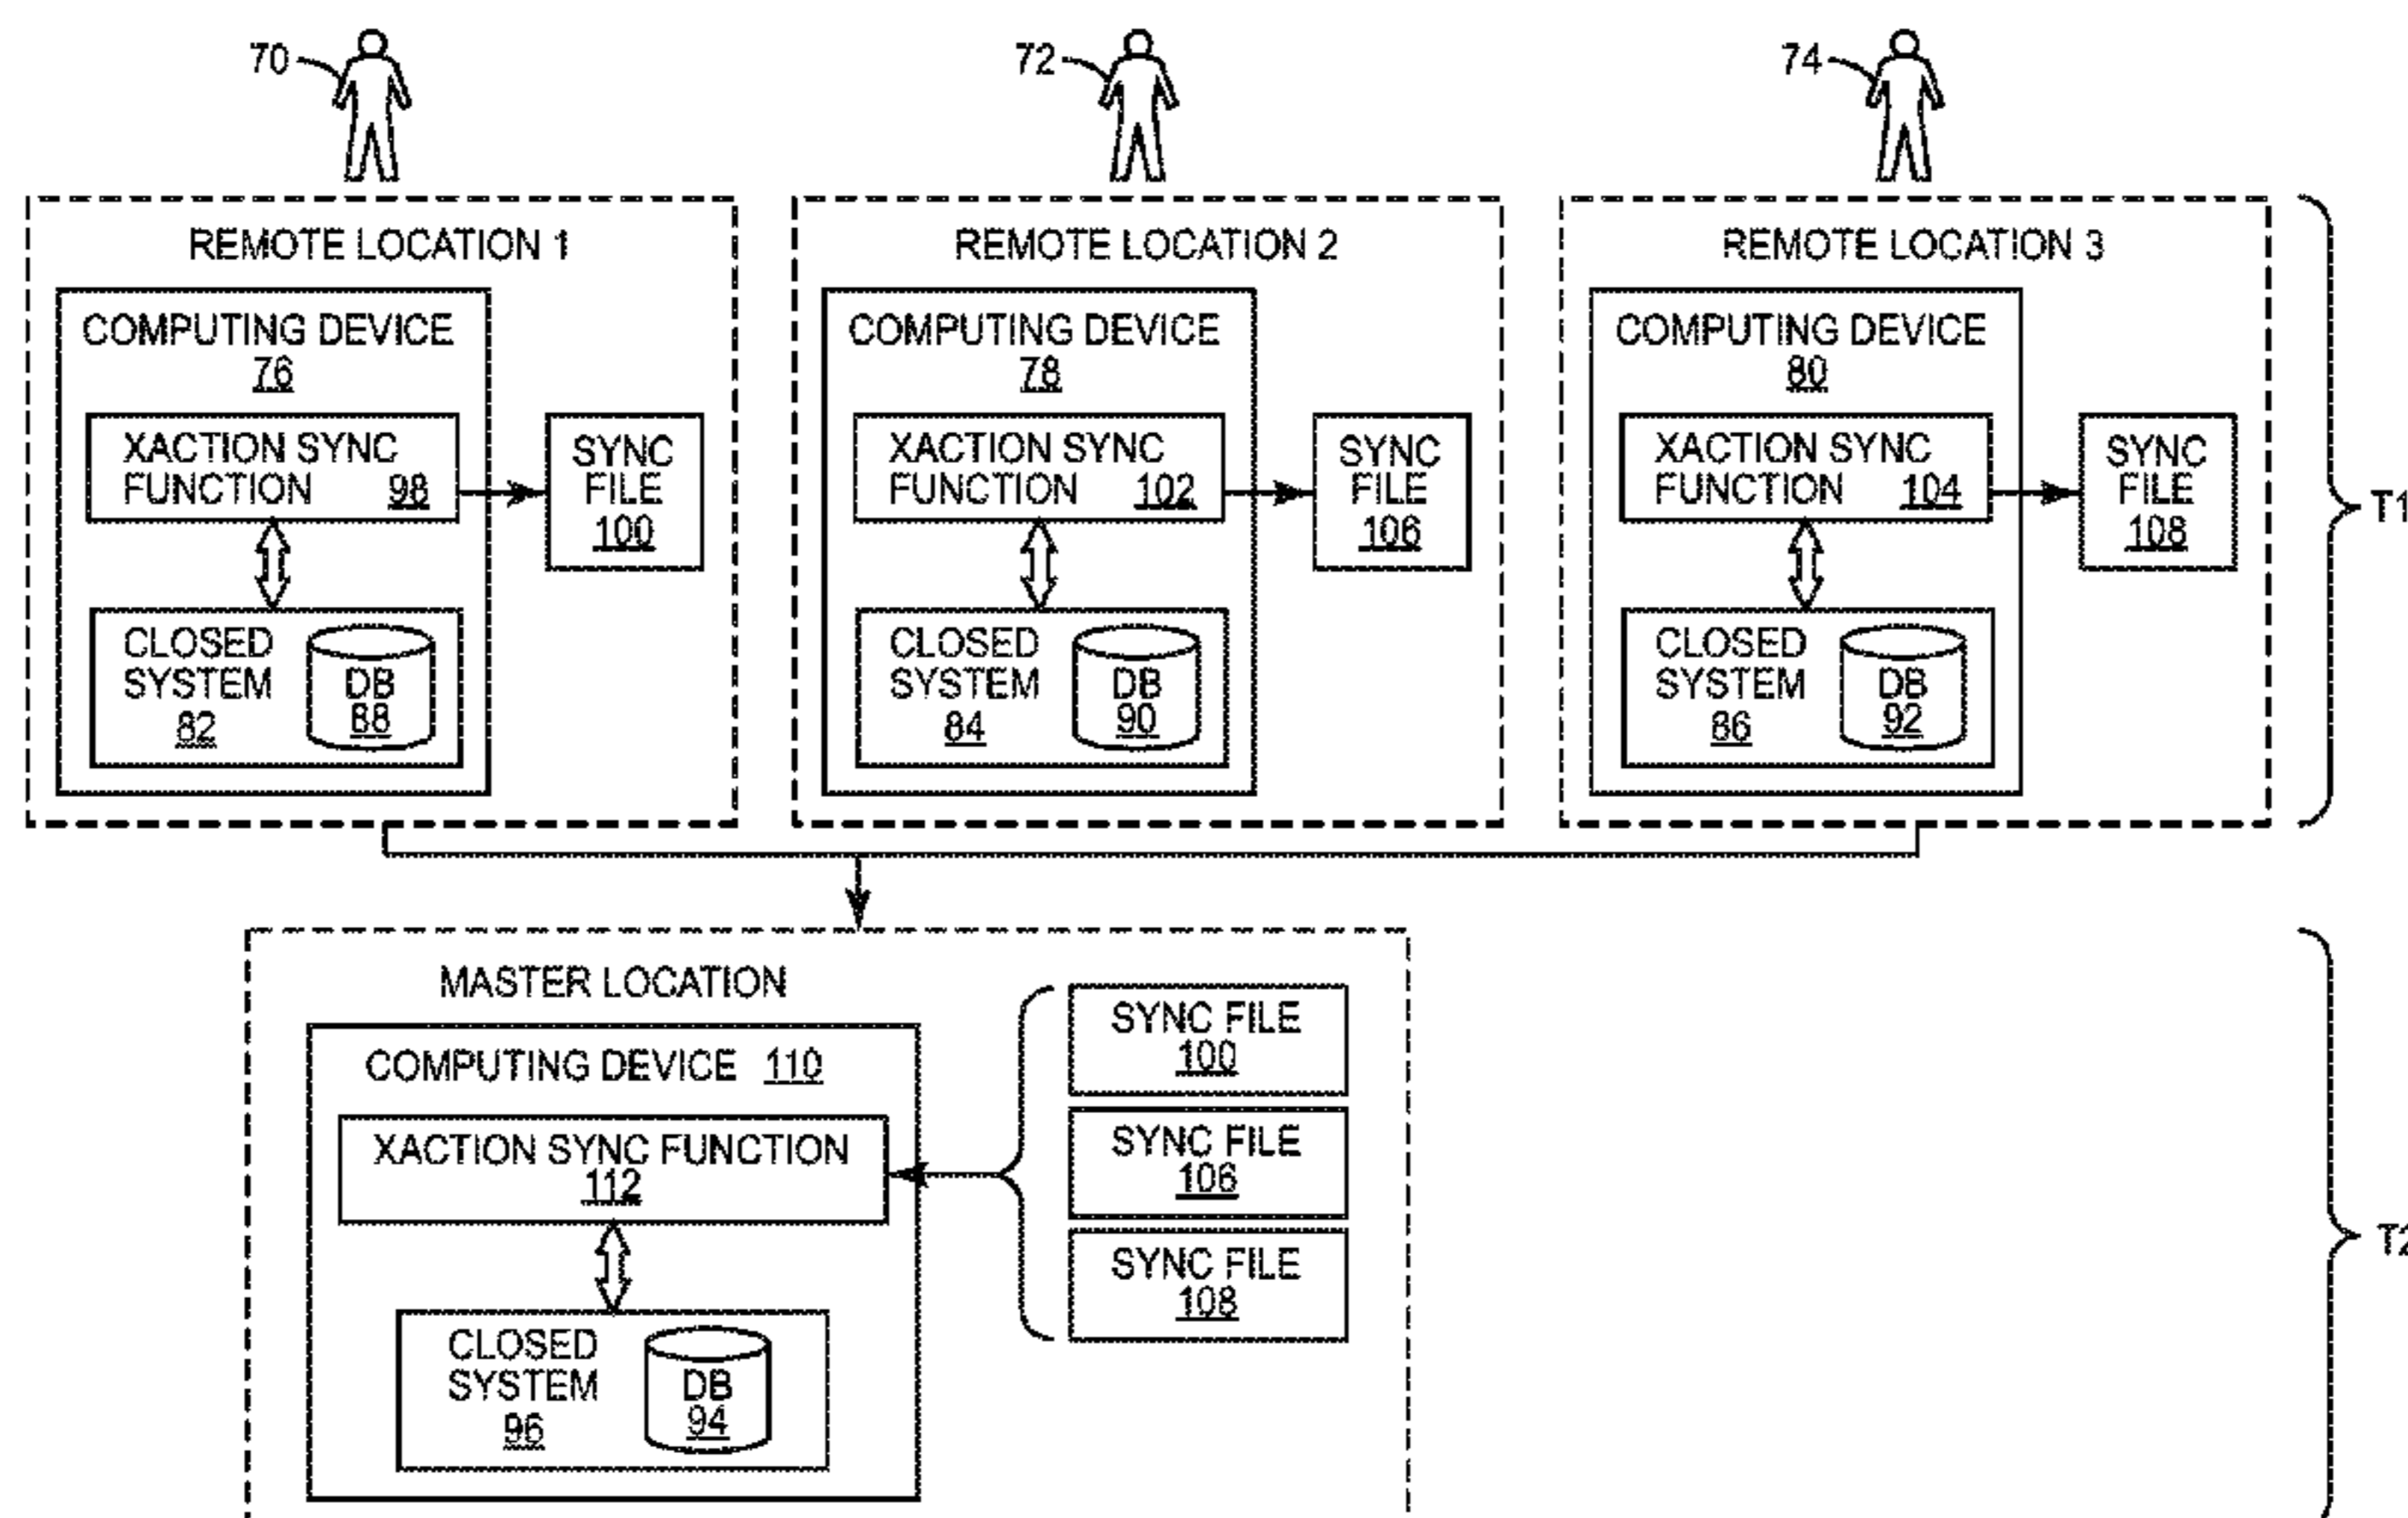 70
72
74
REMOTE LOCATION 1
COMPUTING DEVICE
76
XACTION SYNC
FUNCTION 98
SYNC
FILE
100
CLOSED
SYSTEM
82
DB
88
REMOTE LOCATION 2
COMPUTING DEVICE
78
XACTION SYNC
FUNCTION 102
SYNC
FILE
106
CLOSED
SYSTEM
84
DB
90
REMOTE LOCATION 3
COMPUTING DEVICE
80
XACTION SYNC
FUNCTION 104
SYNC
FILE
108
CLOSED
SYSTEM
86
DB
92
T1
MASTER LOCATION
COMPUTING DEVICE 110
XACTION SYNC FUNCTION
112
CLOSED
SYSTEM
96
DB
94
SYNC FILE
100
SYNC FILE
106
SYNC FILE
108
T2